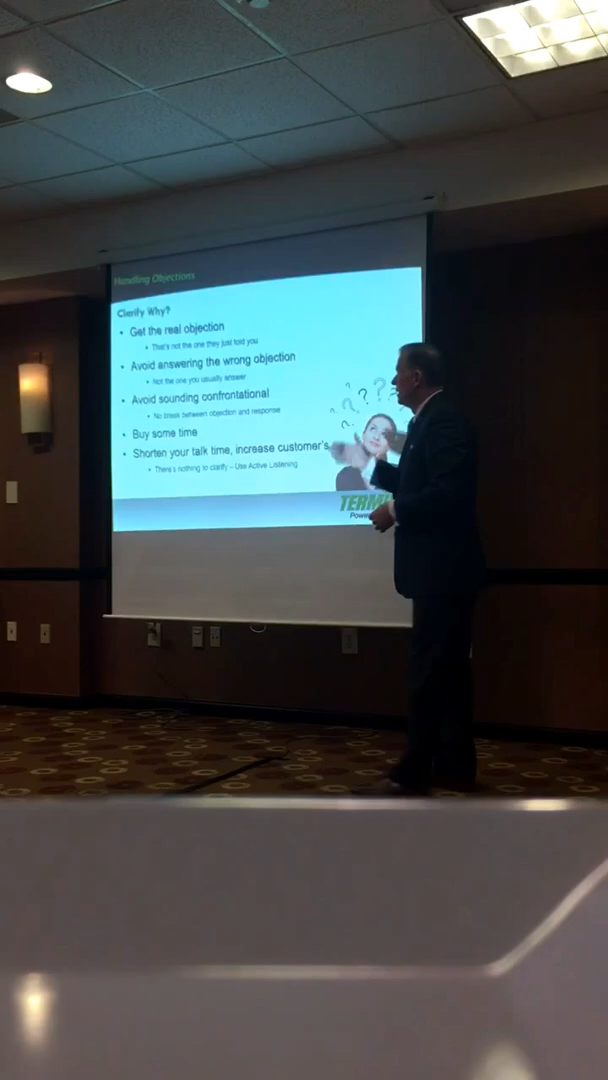 Handling Objections
Clarify Why?
• Get the real objection
• That's not the one they just told you
• Avoid answering the wrong objection
• Not the one you usually answer
• Avoid sounding confrontational
• No break between objection and response
• Buy some time
• Shorten your talk time, increase customer's
• There's nothing to clarify – Use Active Listening
? ? ? ? ? ?
TERMI
Power